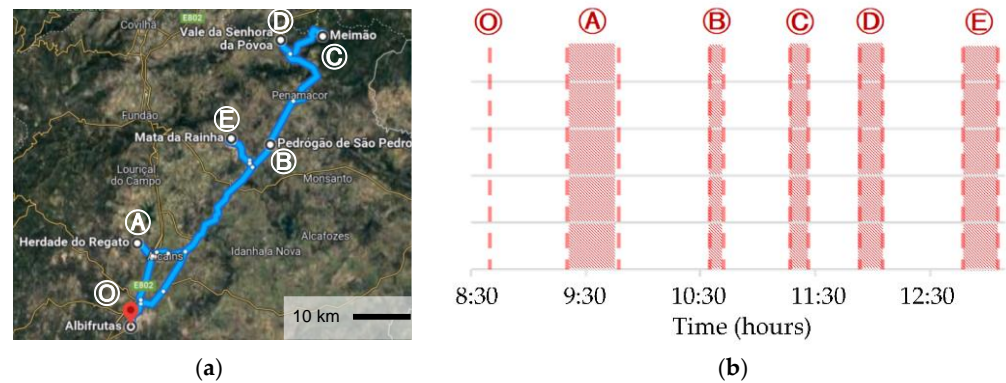 E802
Covilhã
D
Vale da Senhora
da Póvoa
Meimão
C
Penamacor
Fundão
E
Mata da Rainha
Pedrógão de São Pedro
B
Louriçal
do Campo
Monsanto
A
Herdade do Regato
Alcains
Idanha a Nova
Alcafozes
O
E802
Albifrutas
10 km
(a)
O A B C D E
8:30 9:30 10:30 11:30 12:30
Time (hours)
(b)